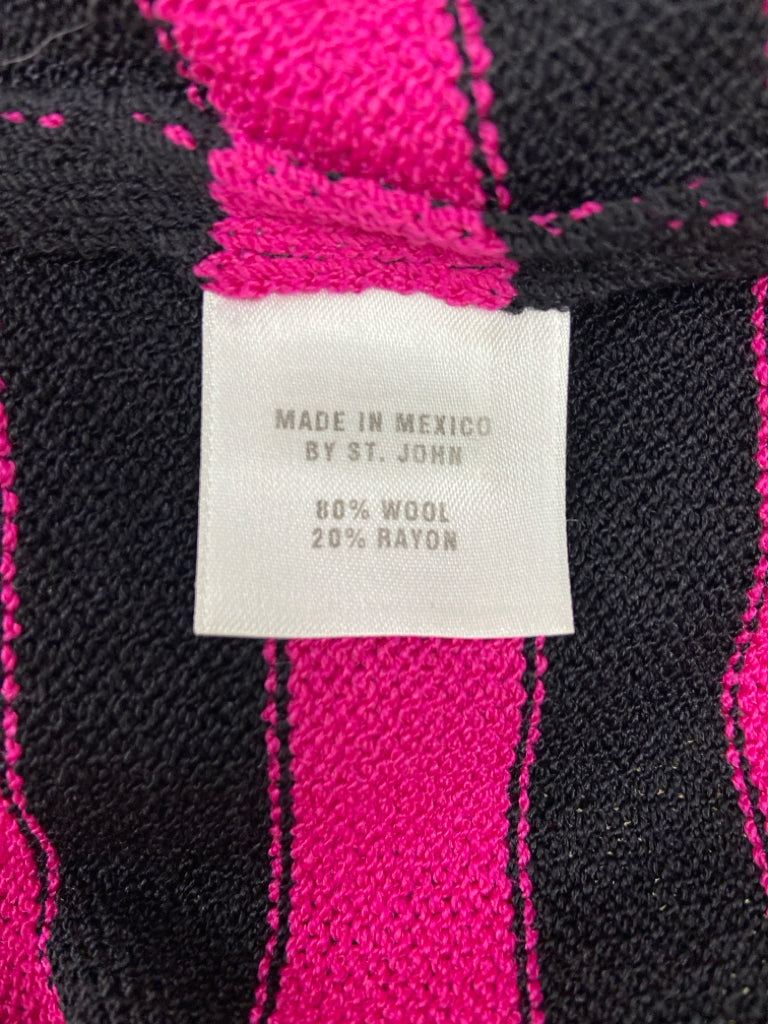 MADE IN MEXICO
BY ST. JOHN
80% WOOL
20% RAYON